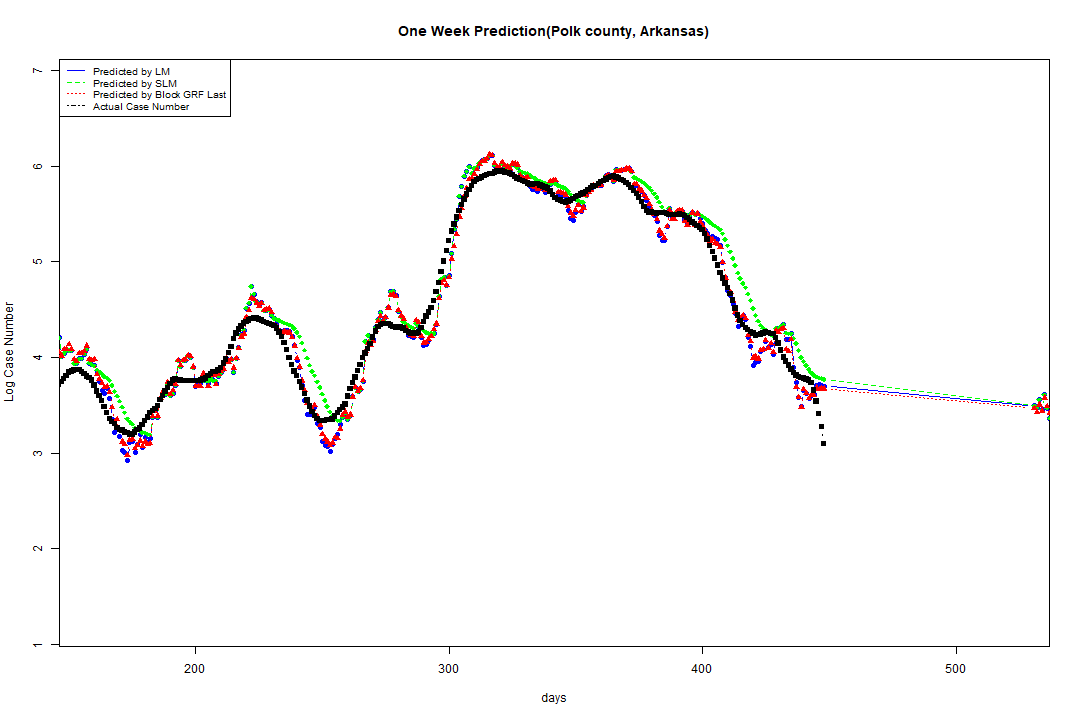 One Week Prediction(Polk county, Arkansas)
Predicted by LM
Predicted by SLM
Predicted by Block GRF Last
Actual Case Number
7
6
5
4
3
2
1
Log Case Number
200
300
400
500
days